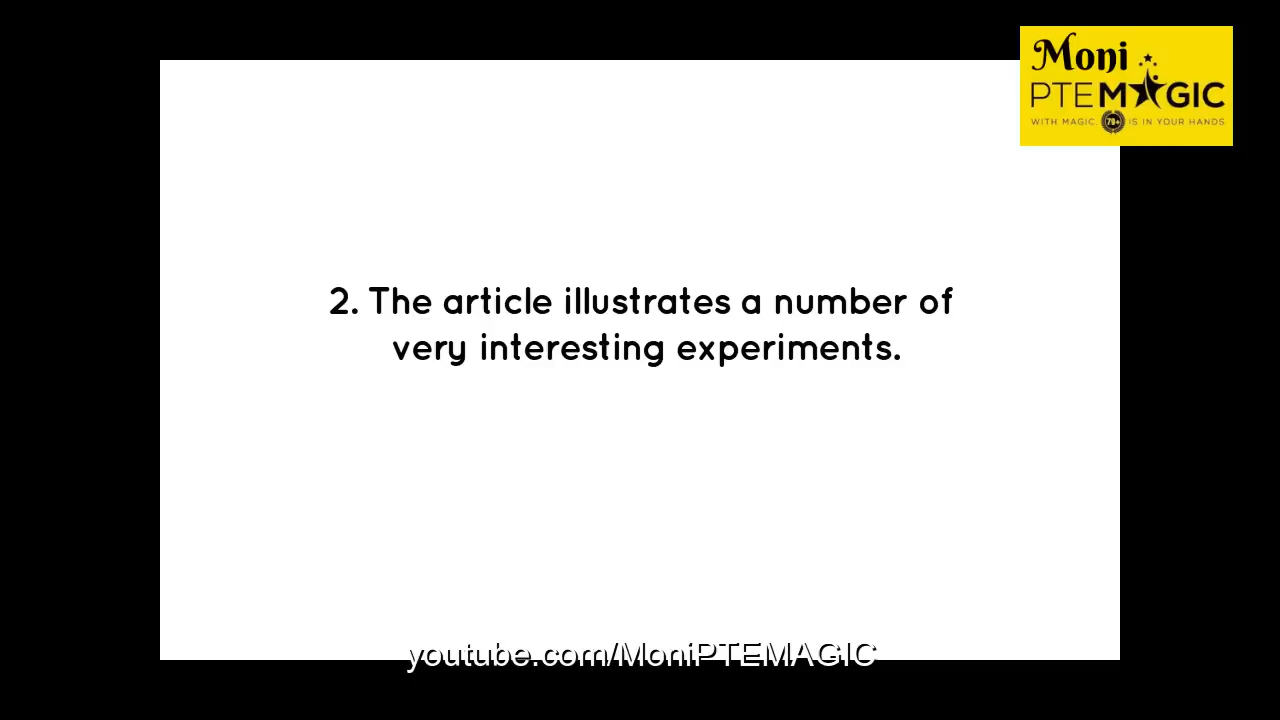 Moni
PTEMAGIC
WITH MAGIC. 79+ IS IN YOUR HANDS
2. The article illustrates a number of
very interesting experiments.
youtube.com/MoniPTEMAGIC